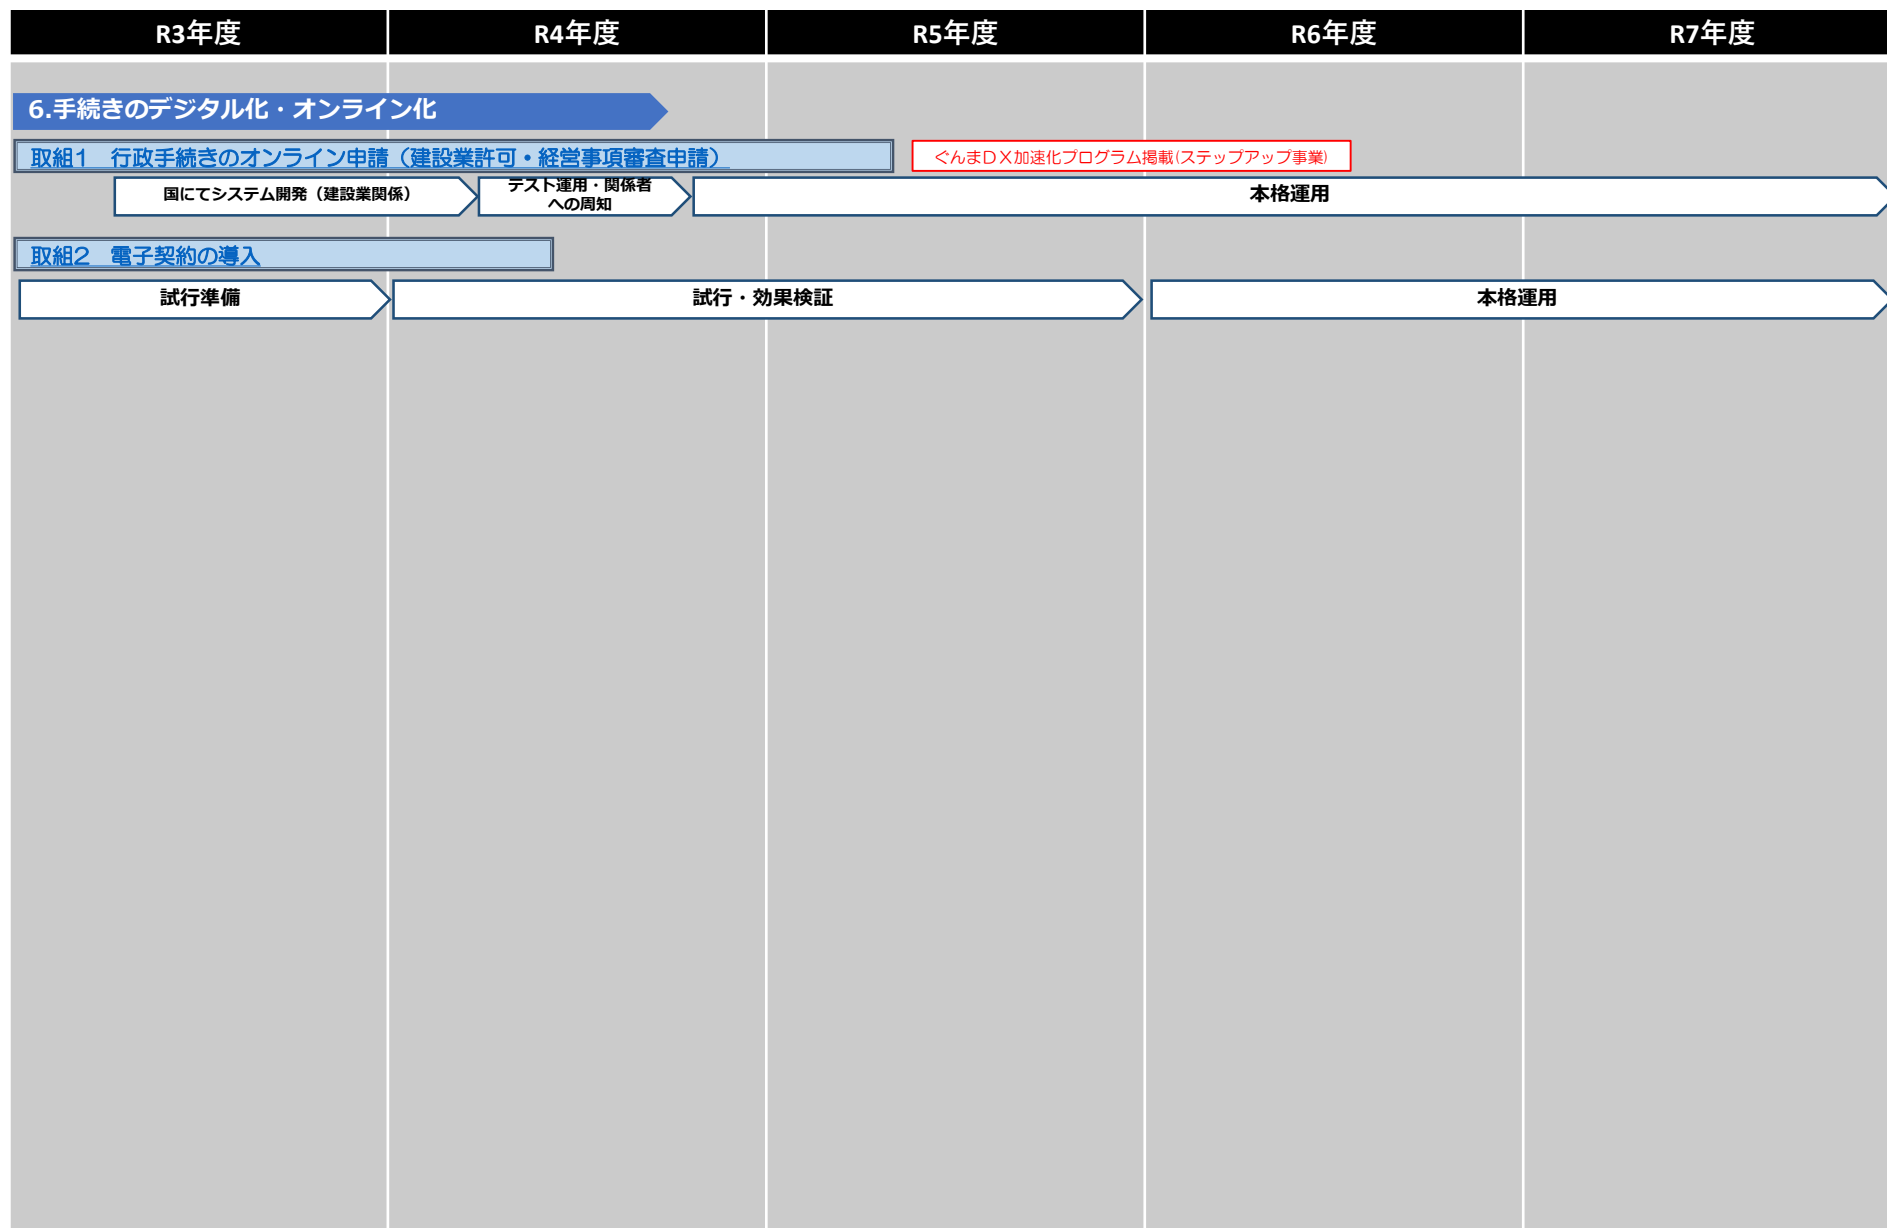 R3年度
R4年度
R5年度
R6年度
R7年度
6.手続きのデジタル化・オンライン化
取組1　行政手続きのオンライン申請（建設業許可・経営事項審査申請）
ぐんまＤＸ加速化プログラム掲載(ステップアップ事業)
国にてシステム開発（建設業関係）
テスト運用・関係者
への周知
本格運用
取組2　電子契約の導入
試行準備
試行・効果検証
本格運用